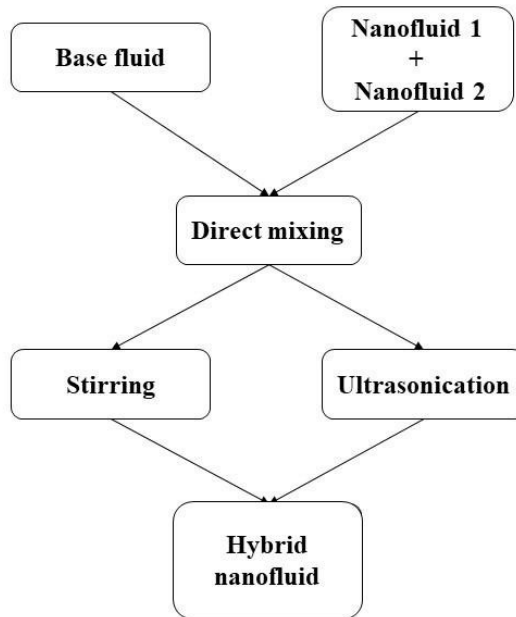 Base fluid
Nanofluid 1
+
Nanofluid 2
Direct mixing
Stirring
Ultrasonication
Hybrid
nanofluid